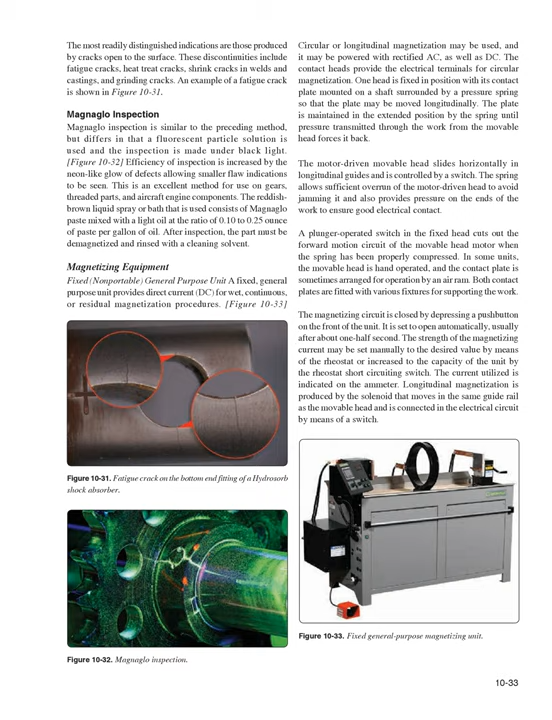 The most readily distinguished indications are those produced
by cracks open to the surface. These discontinuities include
fatigue cracks, heat treat cracks, shrink cracks in welds and
castings, and grinding cracks. An example of a fatigue crack
is shown in Figure 10-31.
Magnaglo Inspection
Magnaglo inspection is similar to the preceding method,
but differs in that a fluorescent particle solution is
used and the inspection is made under black light.
[Figure 10-32] Efficiency of inspection is increased by the
neon-like glow of defects allowing smaller flaw indications
to be seen. This is an excellent method for use on gears,
threaded parts, and aircraft engine components. The reddish-
brown liquid spray or bath that is used consists of Magnaglo
paste mixed with a light oil at the ratio of 0.10 to 0.25 ounce
of paste per gallon of oil. After inspection, the part must be
demagnetized and rinsed with a cleaning solvent.
Magnetizing Equipment
Fixed (Nonportable) General Purpose Unit A fixed, general
purpose unit provides direct current (DC) for wet, continuous,
or residual magnetization procedures. [Figure 10-33]
Figure 10-31. Fatigue crack on the bottom end fitting of a Hydrosorb
shock absorber.
Figure 10-32. Magnaglo inspection.
Circular or longitudinal magnetization may be used, and
it may be powered with rectified AC, as well as DC. The
contact heads provide the electrical terminals for circular
magnetization. One head is fixed in position with its contact
plate mounted on a shaft surrounded by a pressure spring
so that the plate may be moved longitudinally. The plate
is maintained in the extended position by the spring until
pressure transmitted through the work from the movable
head forces it back.
The motor-driven movable head slides horizontally in
longitudinal guides and is controlled by a switch. The spring
allows sufficient overrun of the motor-driven head to avoid
jamming it and also provides pressure on the ends of the
work to ensure good electrical contact.
A plunger-operated switch in the fixed head cuts out the
forward motion circuit of the movable head motor when
the spring has been properly compressed. In some units,
the movable head is hand operated, and the contact plate is
sometimes arranged for operation by an air ram. Both contact
plates are fitted with various fixtures for supporting the work.
The magnetizing circuit is closed by depressing a pushbutton
on the front of the unit. It is set to open automatically, usually
after about one-half second. The strength of the magnetizing
current may be set manually to the desired value by means
of the rheostat or increased to the capacity of the unit by
the rheostat short circuiting switch. The current utilized is
indicated on the ammeter. Longitudinal magnetization is
produced by the solenoid that moves in the same guide rail
as the movable head and is connected in the electrical circuit
by means of a switch.
Figure 10-33. Fixed general-purpose magnetizing unit.
10-33